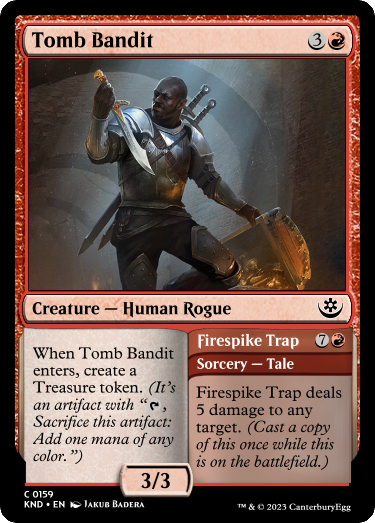 Tomb Bandit 3
Creature — Human Rogue
When Tomb Bandit
enters, create a
Treasure token. (It's
an artifact with “, 
Sacrifice this artifact:
Add one mana of any
color.”)
Firespike Trap 7
Sorcery — Tale
Firespike Trap deals
5 damage to any
target. (Cast a copy
of this once while this
is on the battlefield.)
3/3
C 0159
KND • EN Jakub Badera
™ & © 2023 CanterburyEgg